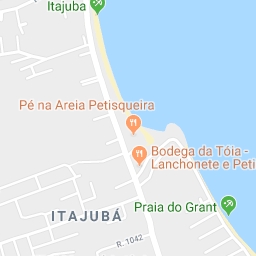 Itajuba
Pé na Areia Petisqueira
Bodega da Tóia -
Lanchonete e Peti
ITAJUBÁ
Praia do Grant
R. 1042